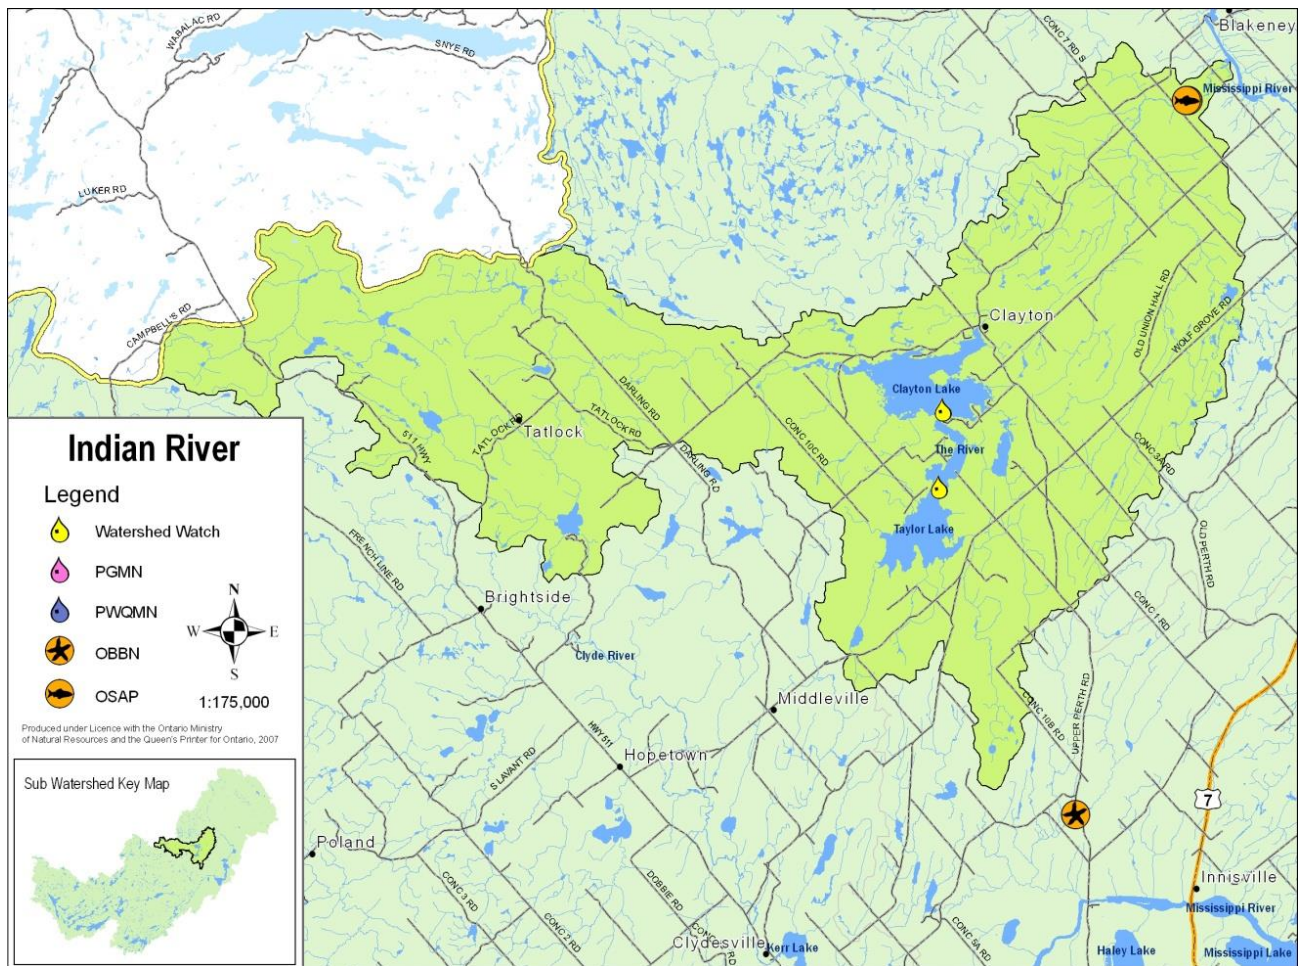 WABALAC RD
SNYE RD
CONC 7 RD S
Blakeney
Mississippi River
LUKER RD
CAMPBELL'S RD
OLD UNION HALL RD
WOLF GROVE RD
Clayton
Clayton Lake
DARLING RD
TATLOCK RD
TATLOCK RD
Tatlock
511 HWY
DARLING RD
CONC 10C RD
The River
CONC 3A RD
Taylor Lake
OLD PERTH RD
FRENCH LINE RD
Brightside
CONC 1 RD
Clyde River
Middleville
CONC 10B RD
UPPER PERTH RD
HWY 511
Hopetown
S LAVANT RD
7
Poland
CONC 3 RD
CONC 2 RD
DOBBIE RD
Clydesville
Kerr Lake
CONC 5A RD
Innisville
Mississippi River
Haley Lake
Mississippi Lake
Indian River
Legend
Watershed Watch
PGMN
PWQMN
OBBN
OSAP
N
W E
S
1:175,000
Produced under Licence with the Ontario Ministry
of Natural Resources and the Queen's Printer for Ontario, 2007
Sub Watershed Key Map